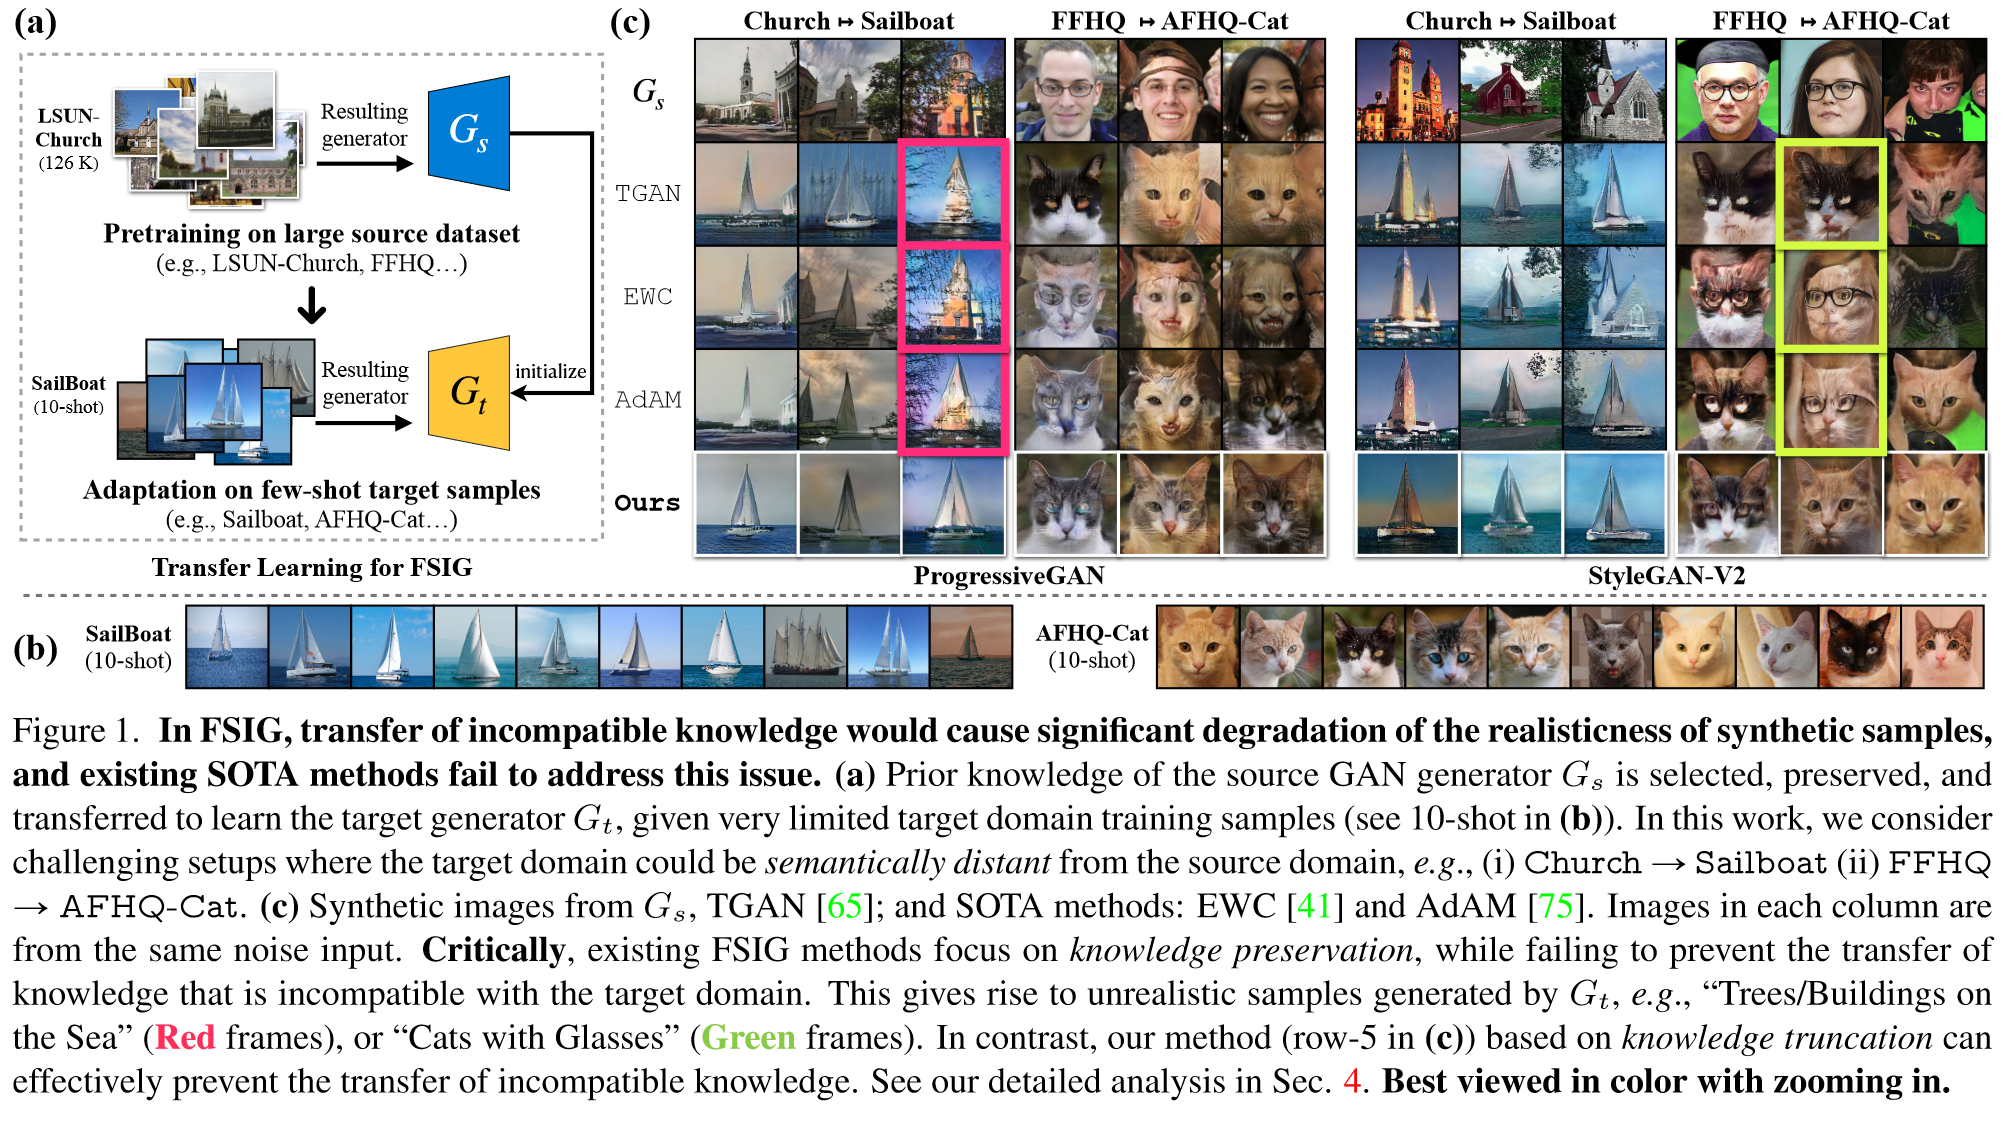 (a)
LSUN-
Church
(126 K)
Resulting
generator
Gs
Pretraining on large source dataset
(e.g., LSUN-Church, FFHQ…)
SailBoat
(10-shot)
Resulting
generator
Gt
initialize
Adaptation on few-shot target samples
(e.g., Sailboat, AFHQ-Cat…)
Transfer Learning for FSIG
(c)
Church ↦ Sailboat
FFHQ ↦ AFHQ-Cat
Church ↦ Sailboat
FFHQ ↦ AFHQ-Cat
Gs
TGAN
EWC
AdAM
Ours
ProgressiveGAN
StyleGAN-V2
(b)
SailBoat
(10-shot)
AFHQ-Cat
(10-shot)
Figure 1. In FSIG, transfer of incompatible knowledge would cause significant degradation of the realisticness of synthetic samples,
and existing SOTA methods fail to address this issue. (a) Prior knowledge of the source GAN generator Gs is selected, preserved, and
transferred to learn the target generator Gt, given very limited target domain training samples (see 10-shot in (b)). In this work, we consider
challenging setups where the target domain could be semantically distant from the source domain, e.g., (i) Church → Sailboat (ii) FFHQ
→ AFHQ-Cat. (c) Synthetic images from Gs, TGAN [65]; and SOTA methods: EWC [41] and AdAM [75]. Images in each column are
from the same noise input. Critically, existing FSIG methods focus on knowledge preservation, while failing to prevent the transfer of
knowledge that is incompatible with the target domain. This gives rise to unrealistic samples generated by Gt, e.g., “Trees/Buildings on
the Sea” (Red frames), or “Cats with Glasses” (Green frames). In contrast, our method (row-5 in (c)) based on knowledge truncation can
effectively prevent the transfer of incompatible knowledge. See our detailed analysis in Sec. 4. Best viewed in color with zooming in.